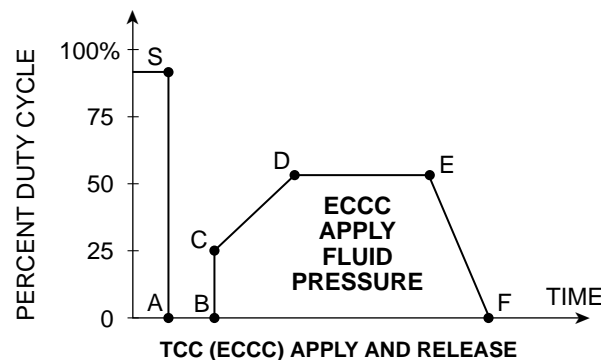 PERCENT DUTY CYCLE
100%
75
50
25
0
S
A
B
C
D
E
F
ECCC
APPLY
FLUID
PRESSURE
TIME
TCC (ECCC) APPLY AND RELEASE